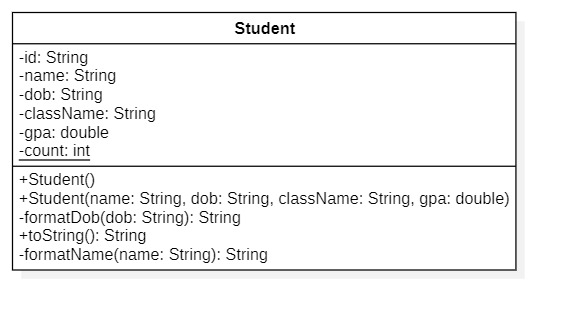 Student
-id: String
-name: String
-dob: String
-className: String
-gpa: double
-count: int
+Student()
+Student(name: String, dob: String, className: String, gpa: double)
-formatDob(dob: String): String
+toString(): String
-formatName(name: String): String